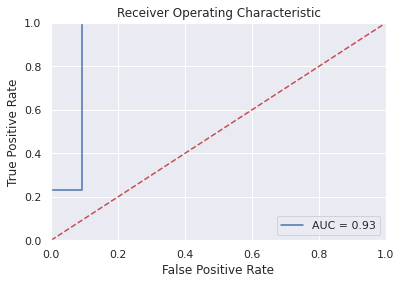 Receiver Operating Characteristic
True Positive Rate
1.0
0.8
0.6
0.4
0.2
0.0
AUC = 0.93
0.0 0.2 0.4 0.6 0.8 1.0
False Positive Rate